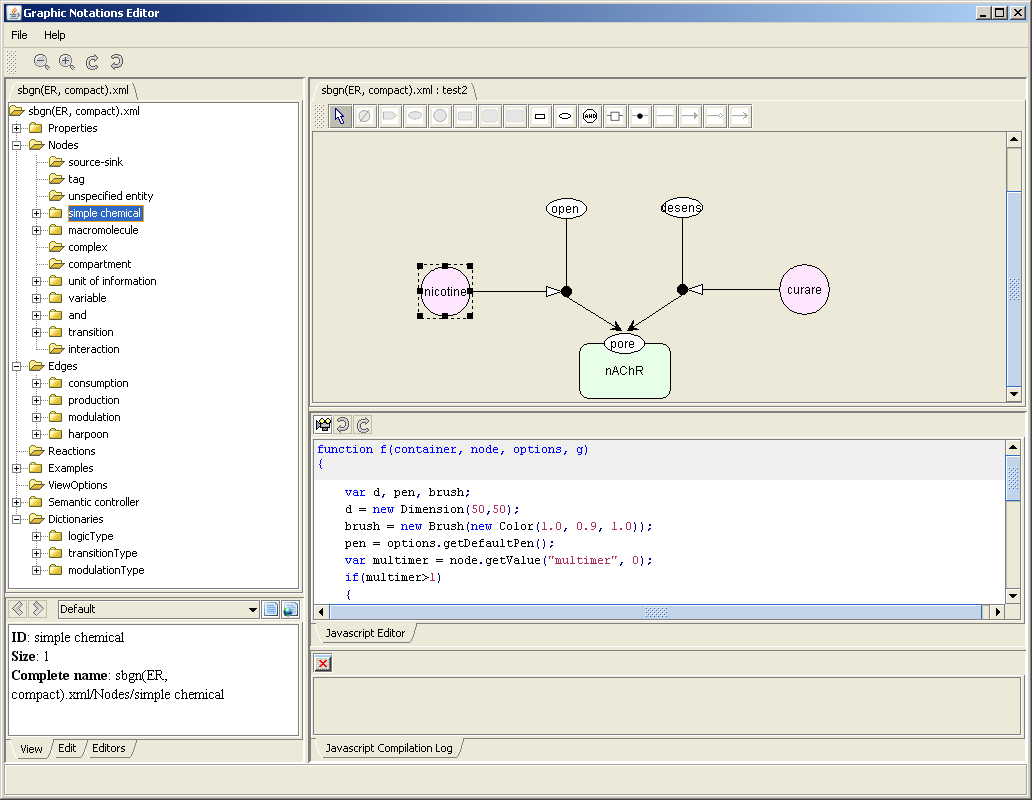 Graphic Notations Editor
File Help
sbgn(ER, compact).xml
sbgn(ER, compact).xml
Properties
Nodes
source-sink
tag
unspecified entity
simple chemical
macromolecule
complex
compartment
unit of information
variable
and
transition
interaction
Edges
consumption
production
modulation
harpoon
Reactions
Examples
ViewOptions
Semantic controller
Dictionaries
logicType
transitionType
modulationType
Default
ID: simple chemical
Size: 1
Complete name: sbgn(ER,
compact).xml/Nodes/simple chemical
View Edit Editors
sbgn(ER, compact).xml : test2
AND
open
desens
nicotine
curare
pore
nAChR
function f(container, node, options, g)
{
var d, pen, brush;
d = new Dimension(50,50);
brush = new Brush(new Color(1.0, 0.9, 1.0));
pen = options.getDefaultPen();
var multimer = node.getValue("multimer", 0);
if(multimer>1)
{
Javascript Editor
Javascript Compilation Log